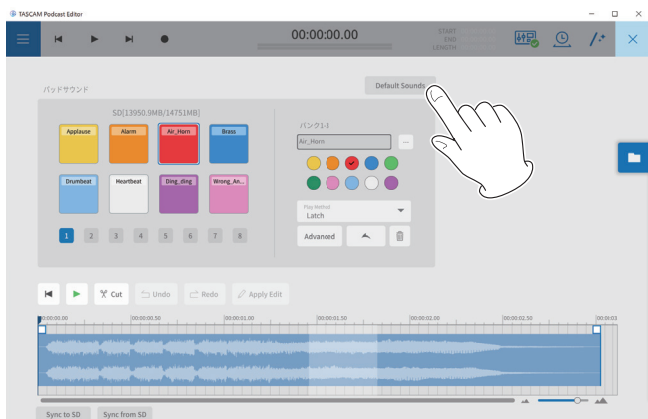 TASCAM Podcast Editor
00:00:00.00
START
END
LENGTH
パッドサウンド
Default Sounds
SD[13950.9MB/14751MB]
Applause
Alarm
Air_Horn
Brass
バンク1-1
Air_Horn
...
Drumbeat
Heartbeat
Ding_ding
Wrong_An...
Play Method
Latch
1 2 3 4 5 6 7 8
Advanced
Cut
Undo
Redo
Apply Edit
00:00:00.00
00:00:00.50
00:00:01.00
00:00:01.50
00:00:02.00
00:00:02.50
00:00:03
Sync to SD
Sync from SD